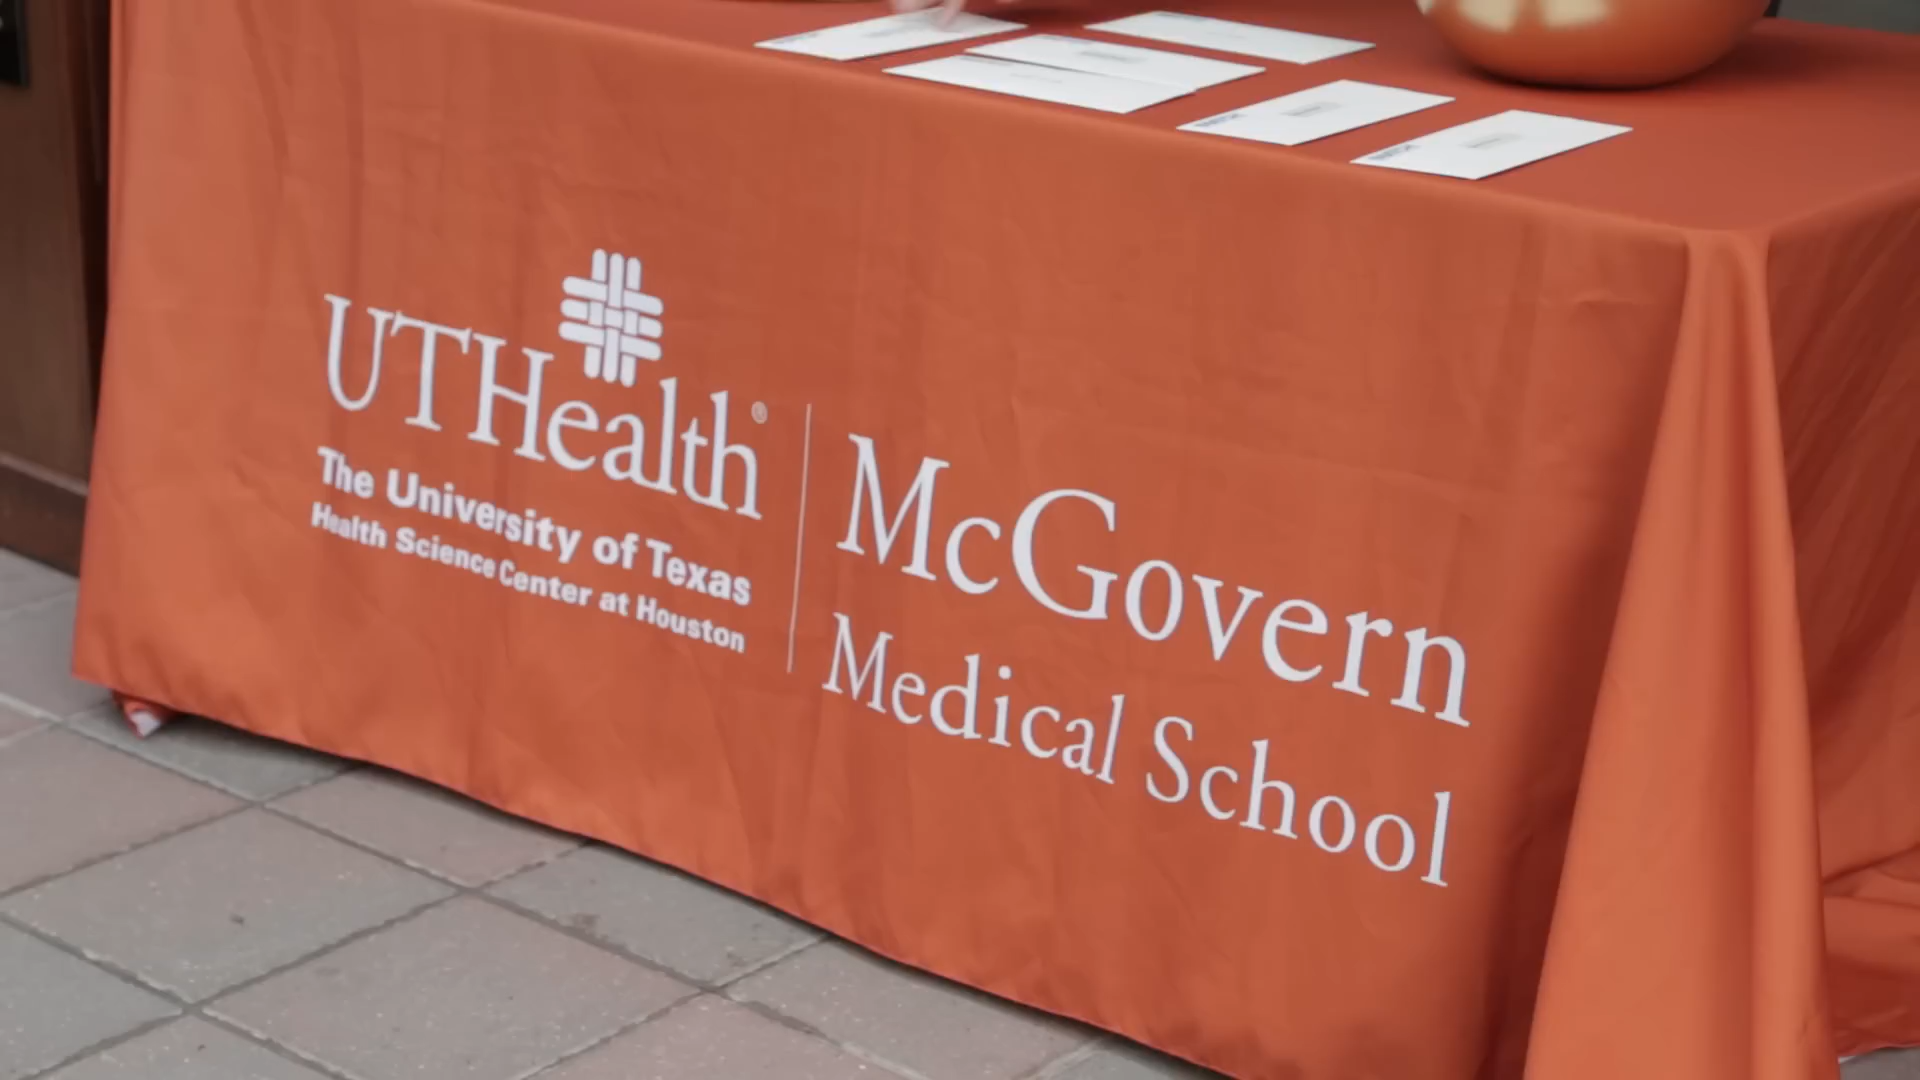 UTHealth®
The University of Texas
Health Science Center at Houston
McGovern
Medical School